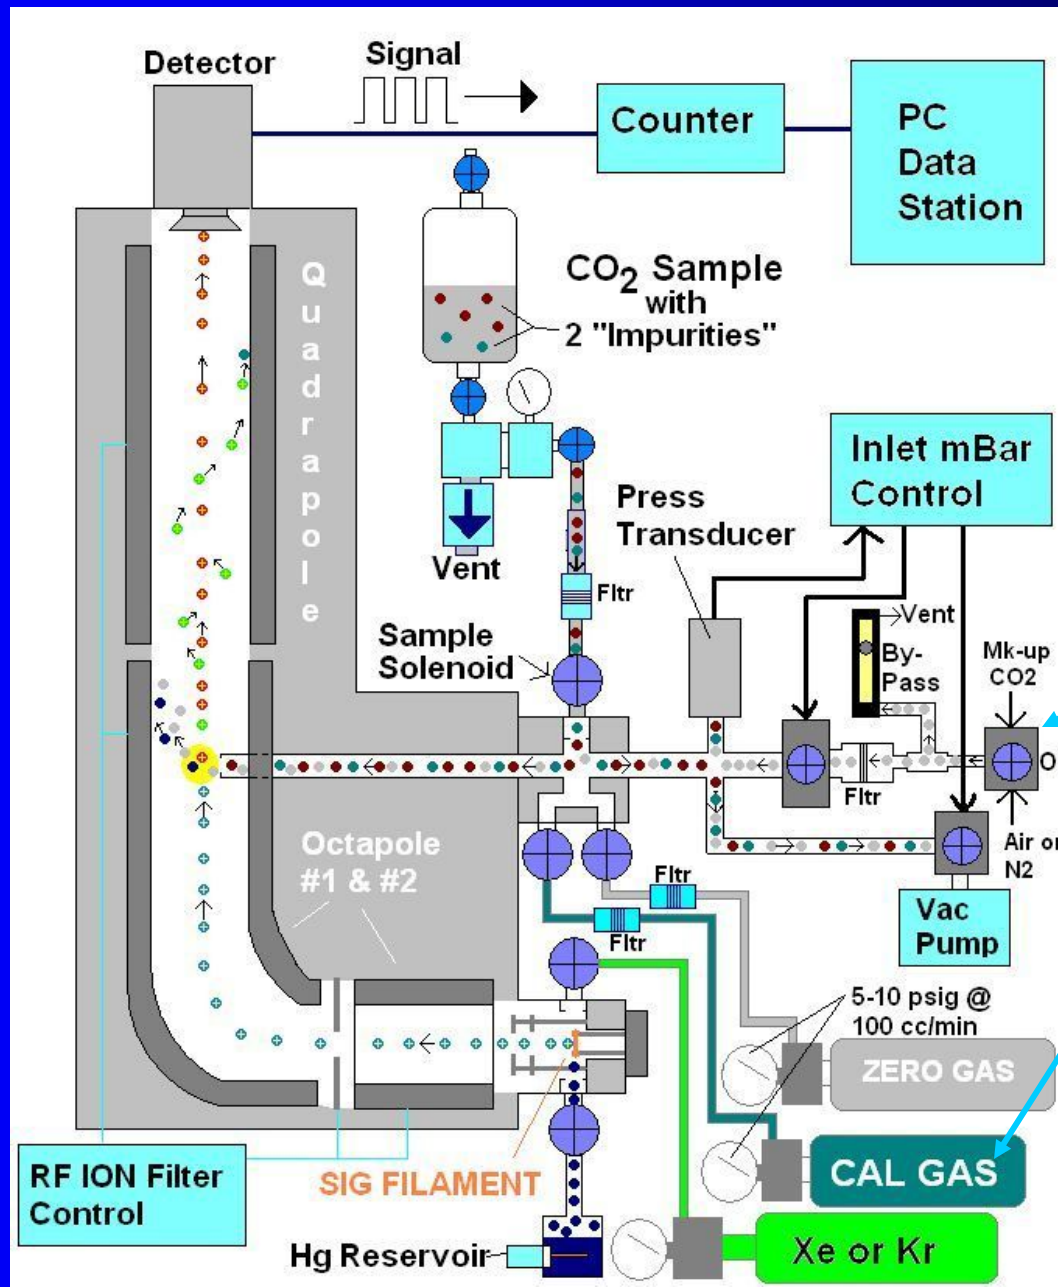 Signal
Detector
Counter
PC
Data
Station
CO2 Sample
with
2 "Impurities"
Quadrapole
Inlet mBar
Control
Press
Transducer
Vent
Fltr
Sample
Solenoid
Vent
By-
Pass
Mk-up
CO2
O
Fltr
Air or
N2
Octapole
#1 & #2
Fltr
Fltr
Vac
Pump
5-10 psig @
100 cc/min
ZERO GAS
RF ION Filter
Control
SIG FILAMENT
CAL GAS
Hg Reservoir
Xe or Kr